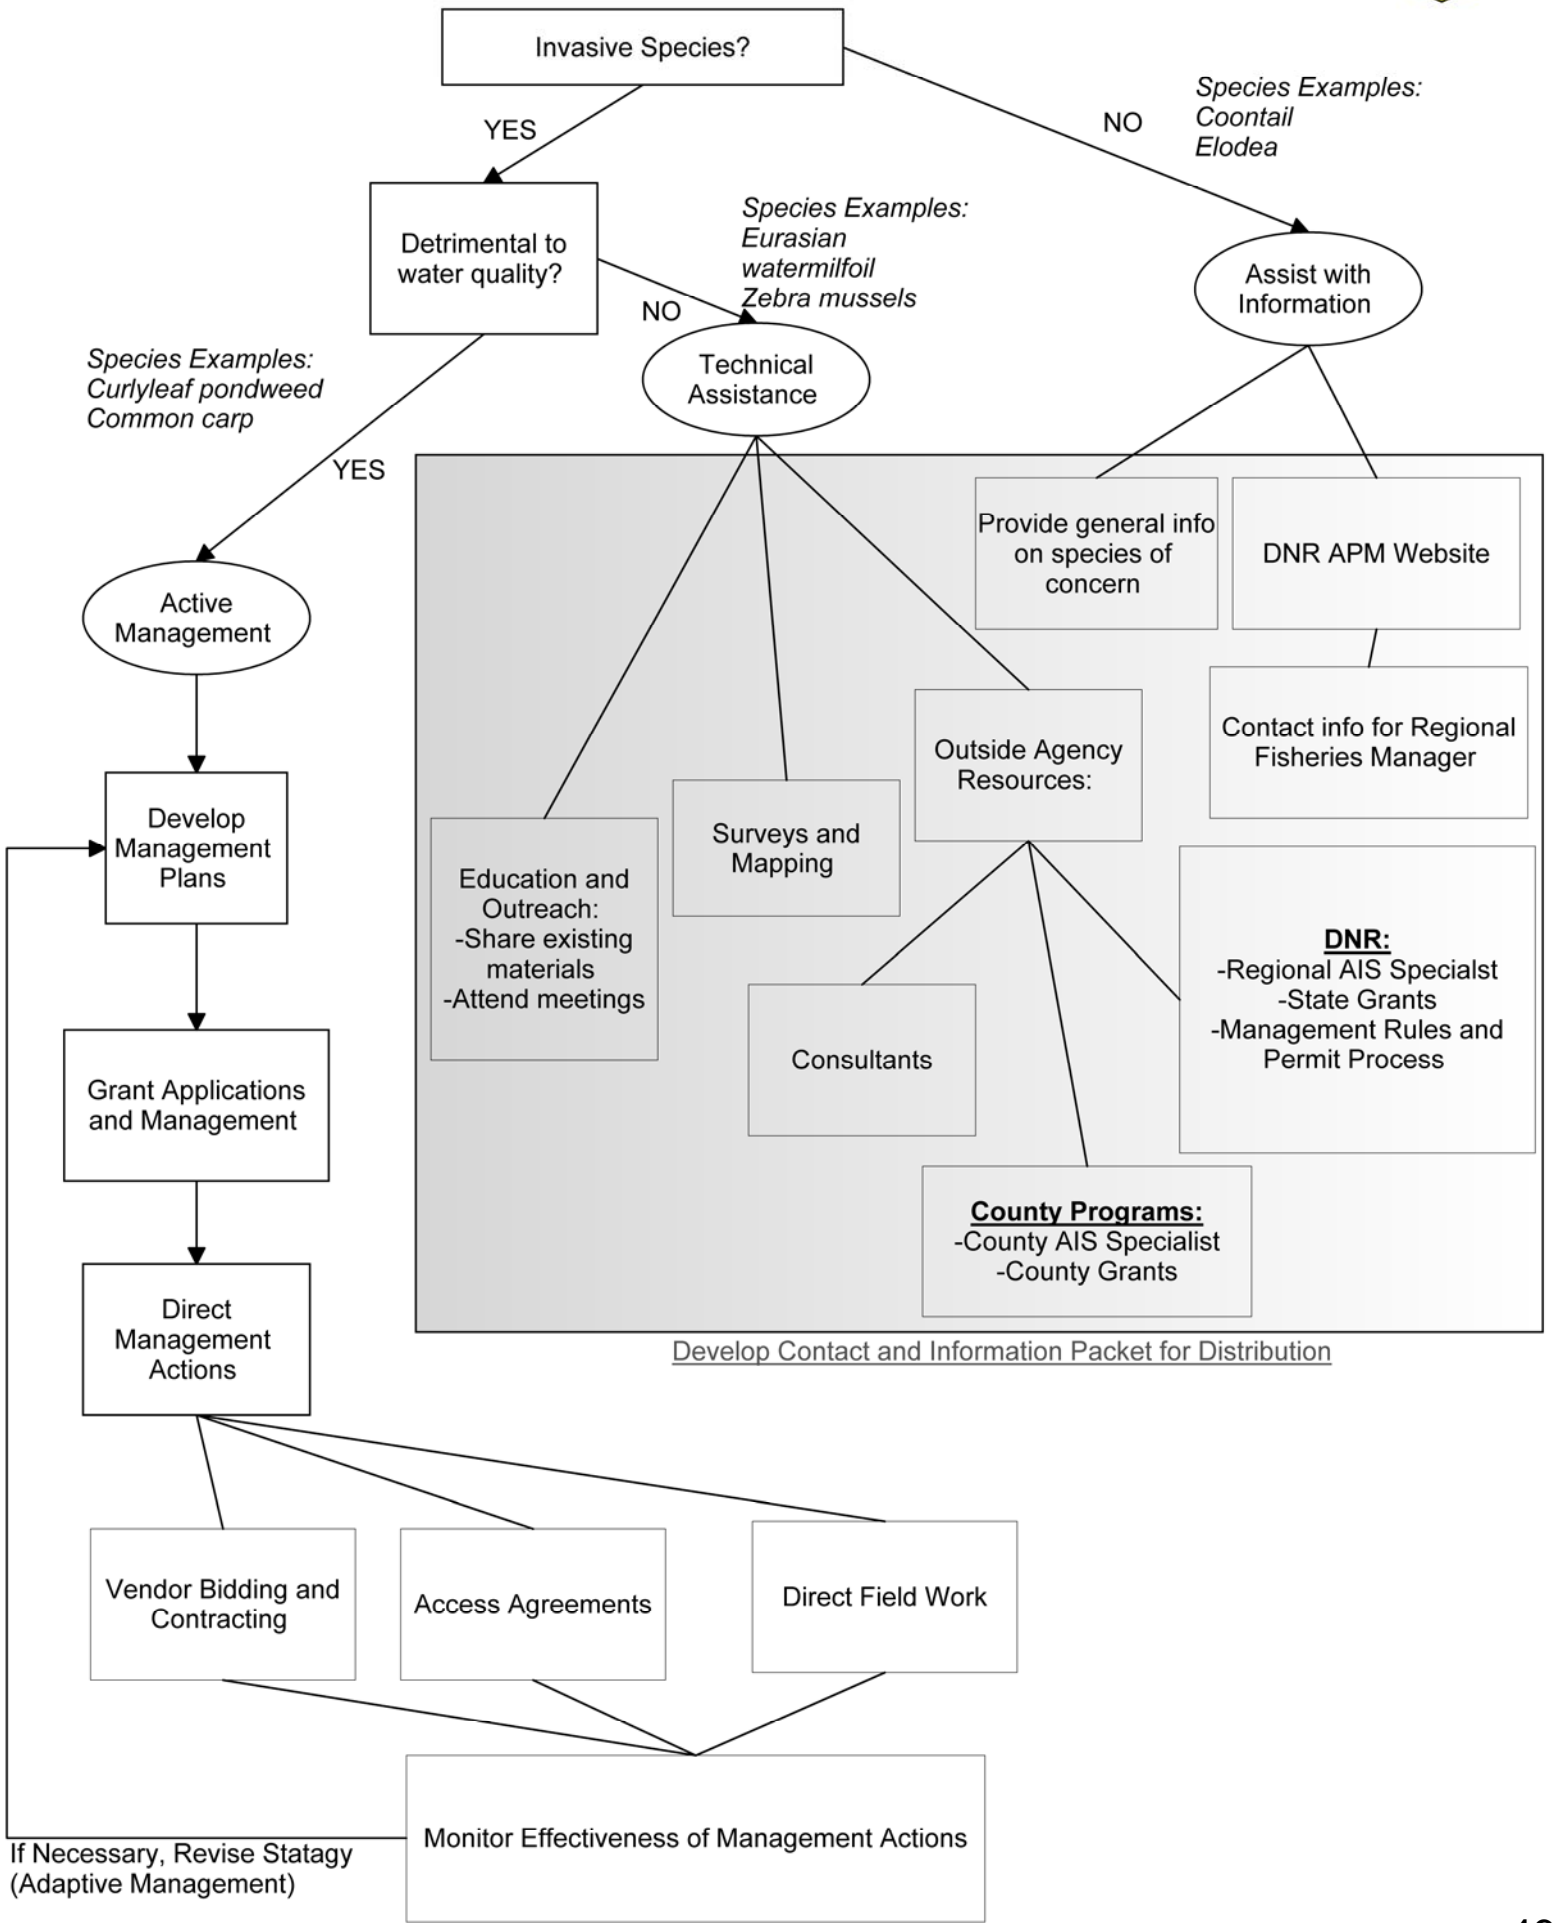 Invasive Species?
YES
NO
Species Examples:
Coontail
Elodea
Detrimental to
water quality?
Species Examples:
Eurasian
watermilfoil
Zebra mussels
NO
Assist with
Information
Species Examples:
Curlyleaf pondweed
Common carp
YES
Technical
Assistance
Active
Management
Provide general info
on species of
concern
DNR APM Website
Contact info for Regional
Fisheries Manager
Outside Agency
Resources:
Surveys and
Mapping
Education and
Outreach:
-Share existing
materials
-Attend meetings
Develop
Management
Plans
DNR:
-Regional AIS Specialst
-State Grants
-Management Rules and
Permit Process
Consultants
Grant Applications
and Management
County Programs:
-County AIS Specialist
-County Grants
Direct
Management
Actions
Develop Contact and Information Packet for Distribution
Vendor Bidding and
Contracting
Access Agreements
Direct Field Work
Monitor Effectiveness of Management Actions
If Necessary, Revise Statagy
(Adaptive Management)